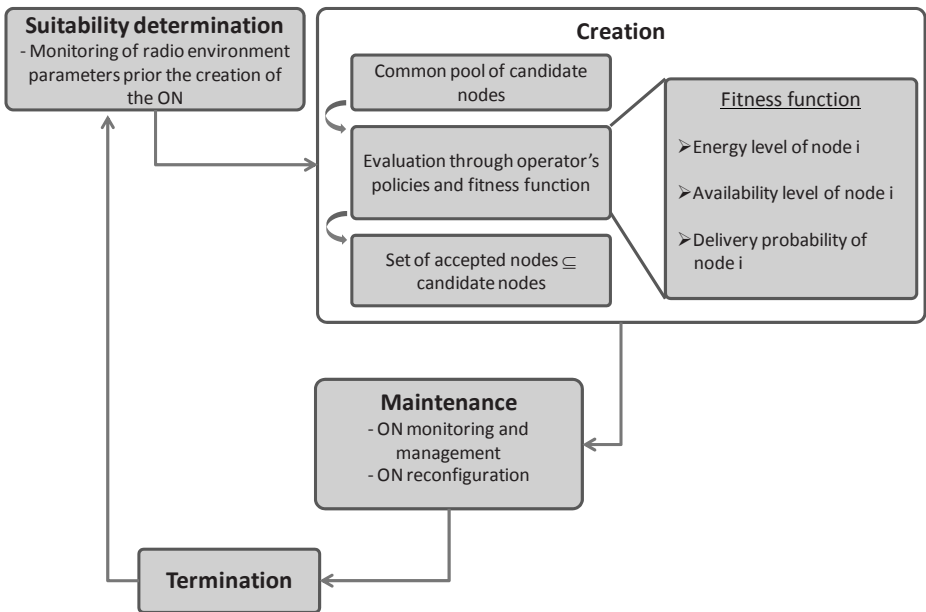 Suitability determination
- Monitoring of radio environment
parameters prior the creation of
the ON
Creation
Common pool of candidate
nodes
Evaluation through operator's
policies and fitness function
Set of accepted nodes ⊆
candidate nodes
Fitness function
➢Energy level of node i
➢Availability level of node i
➢Delivery probability of
node i
Maintenance
- ON monitoring and
management
- ON reconfiguration
Termination